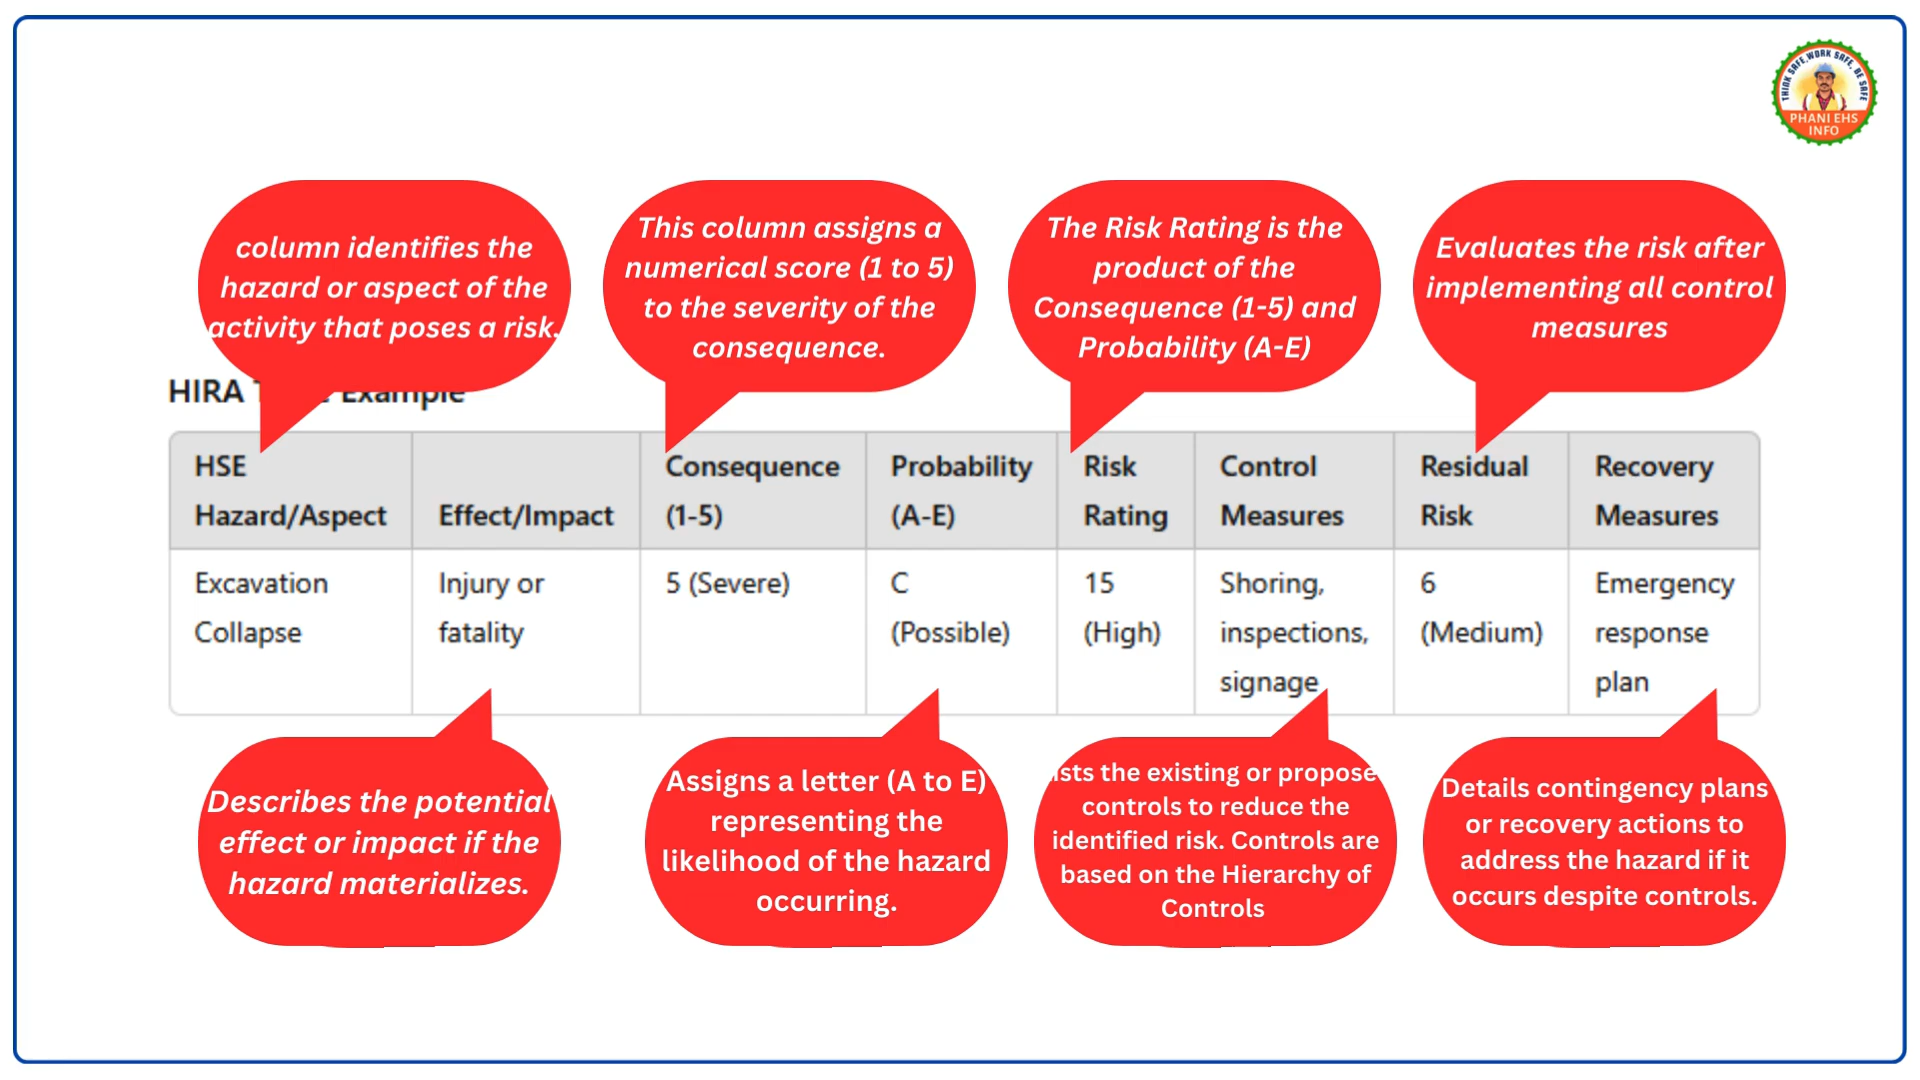 THINK SAFE, WORK SAFE, BE SAFE
PHANI EHS
INFO
column identifies the
hazard or aspect of the
activity that poses a risk.
This column assigns a
numerical score (1 to 5)
to the severity of the
consequence.
The Risk Rating is the
product of the
Consequence (1-5) and
Probability (A-E)
Evaluates the risk after
implementing all control
measures
HIRA Example
HSE
Hazard/Aspect
Effect/Impact
Consequence
(1-5)
Probability
(A-E)
Risk
Rating
Control
Measures
Residual
Risk
Recovery
Measures
Excavation
Collapse
Injury or
fatality
5 (Severe)
C
(Possible)
15
(High)
Shoring,
inspections,
signage
6
(Medium)
Emergency
response
plan
Describes the potential
effect or impact if the
hazard materializes.
Assigns a letter (A to E)
representing the
likelihood of the hazard
occurring.
ists the existing or propose
controls to reduce the
identified risk. Controls are
based on the Hierarchy of
Controls
Details contingency plans
or recovery actions to
address the hazard if it
occurs despite controls.